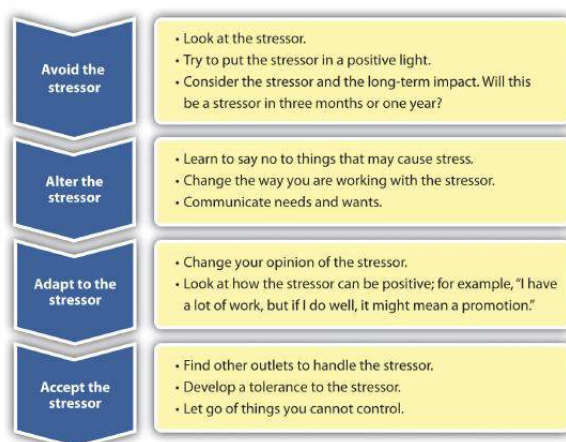 Avoid the
stressor
• Look at the stressor.
• Try to put the stressor in a positive light.
• Consider the stressor and the long-term impact. Will this
be a stressor in three months or one year?
Alter the
stressor
• Learn to say no to things that may cause stress.
• Change the way you are working with the stressor.
• Communicate needs and wants.
Adapt to the
stressor
• Change your opinion of the stressor.
• Look at how the stressor can be positive; for example, “I have
a lot of work, but if I do well, it might mean a promotion.”
Accept the
stressor
• Find other outlets to handle the stressor.
• Develop a tolerance to the stressor.
• Let go of things you cannot control.